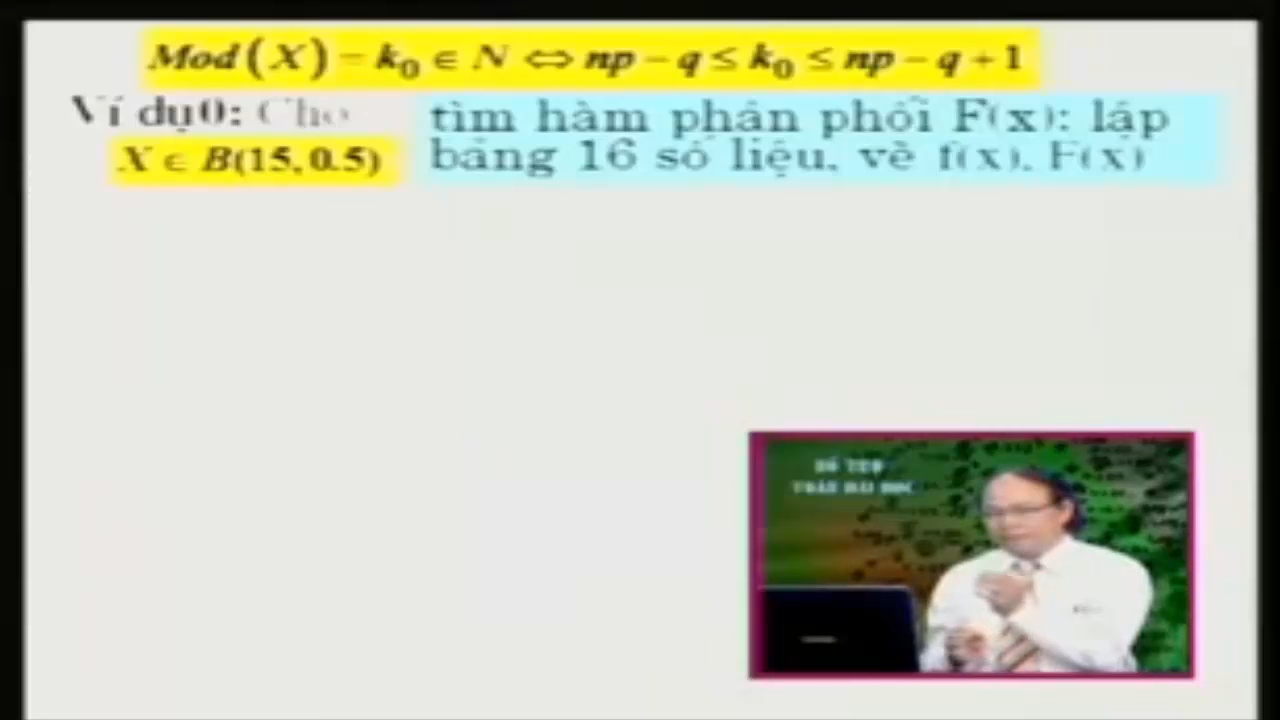 Mod(X) = k₀ ∈ N ⇔ np − q ≤ k₀ ≤ np − q + 1
Ví dụ0: Cho
X ∈ B(15, 0.5)
tìm hàm phân phối F(x): lập
bảng 16 số liệu, vẽ f(x), F(x)